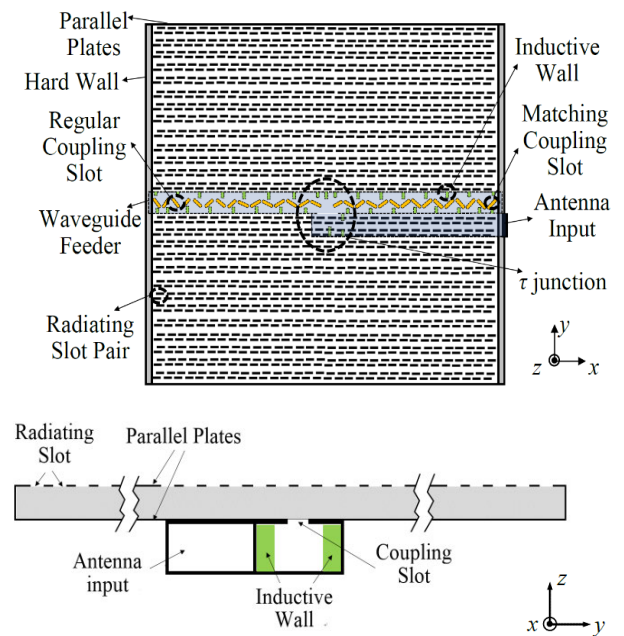 Parallel
Plates
Hard Wall
Regular
Coupling
Slot
Waveguide
Feeder
Radiating
Slot Pair
Inductive
Wall
Matching
Coupling
Slot
Antenna
Input
τ junction
y
z
x
Radiating
Slot
Parallel Plates
Antenna
input
Inductive
Wall
Coupling
Slot
z
x
y